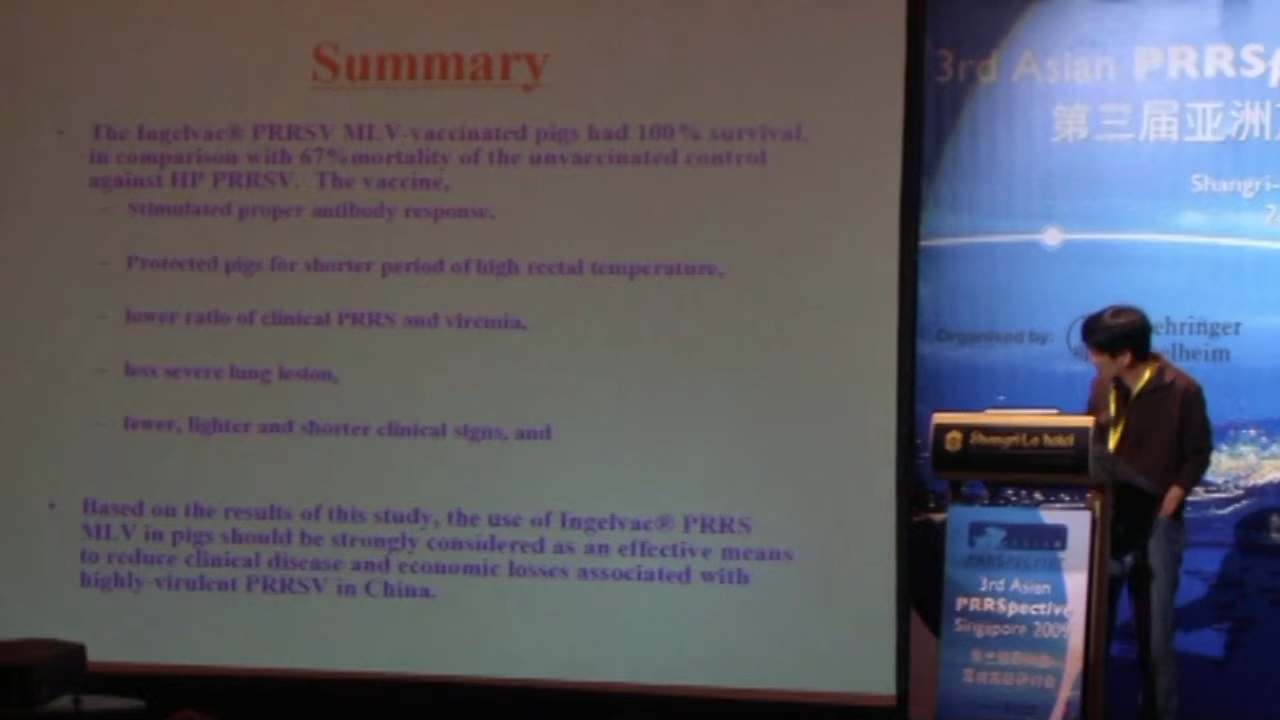 Summary
• The Ingelvac® PRRSV MLV-vaccinated pigs had 100% survival,
in comparison with 67%mortality of the unvaccinated control
against HP PRRSV. The vaccine,
– Stimulated proper antibody response,
– Protected pigs for shorter period of high rectal temperature,
– lower ratio of clinical PRRS and viremia,
– less severe lung lesion,
– fewer, lighter and shorter clinical signs, and
• Based on the results of this study, the use of Ingelvac® PRRS
MLV in pigs should be strongly considered as an effective means
to reduce clinical disease and economic losses associated with
highly-virulent PRRSV in China.
3rd Asian PRRSp
第三届亚洲
Shangri-
Organised by:
ehringer
elheim
Shangri-La hotel
3rd Asian
PRRSpective
Singapore 2009